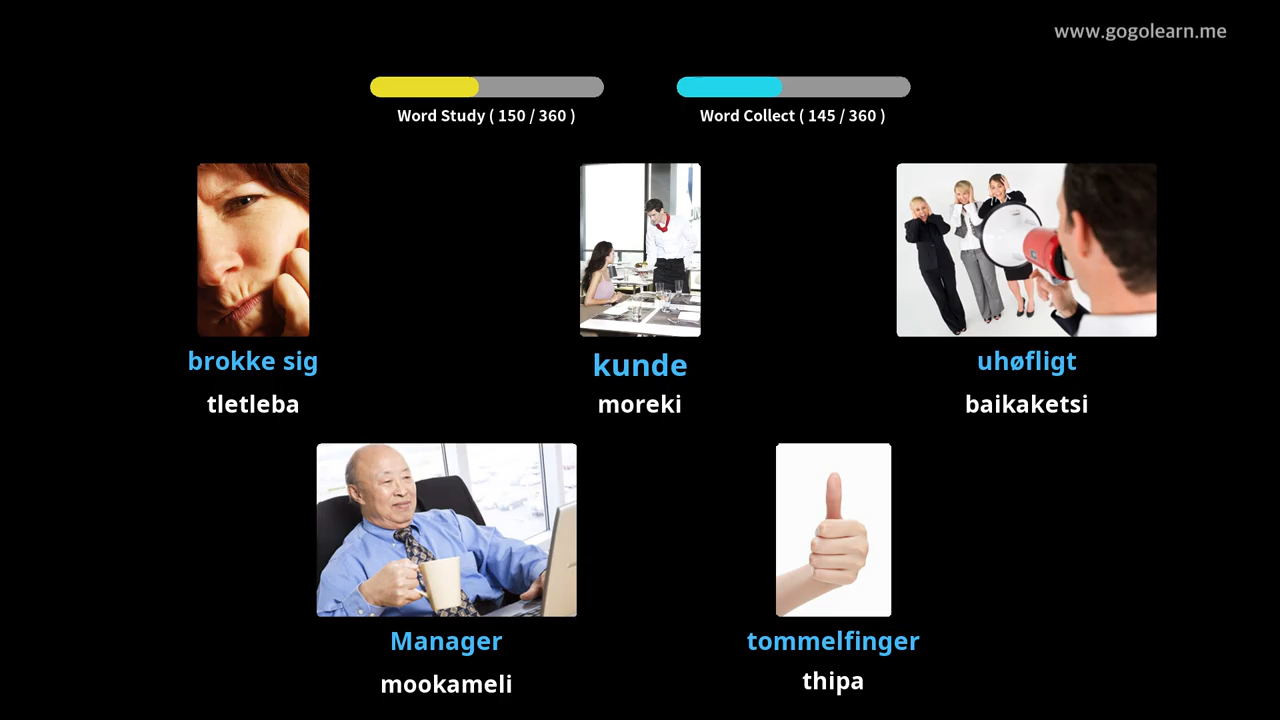 www.gogolearn.me
Word Study ( 150 / 360 )
Word Collect ( 145 / 360 )
brokke sig
kunde
uhøfligt
tletleba
moreki
baikaketsi
Manager
tommelfinger
mookameli
thipa